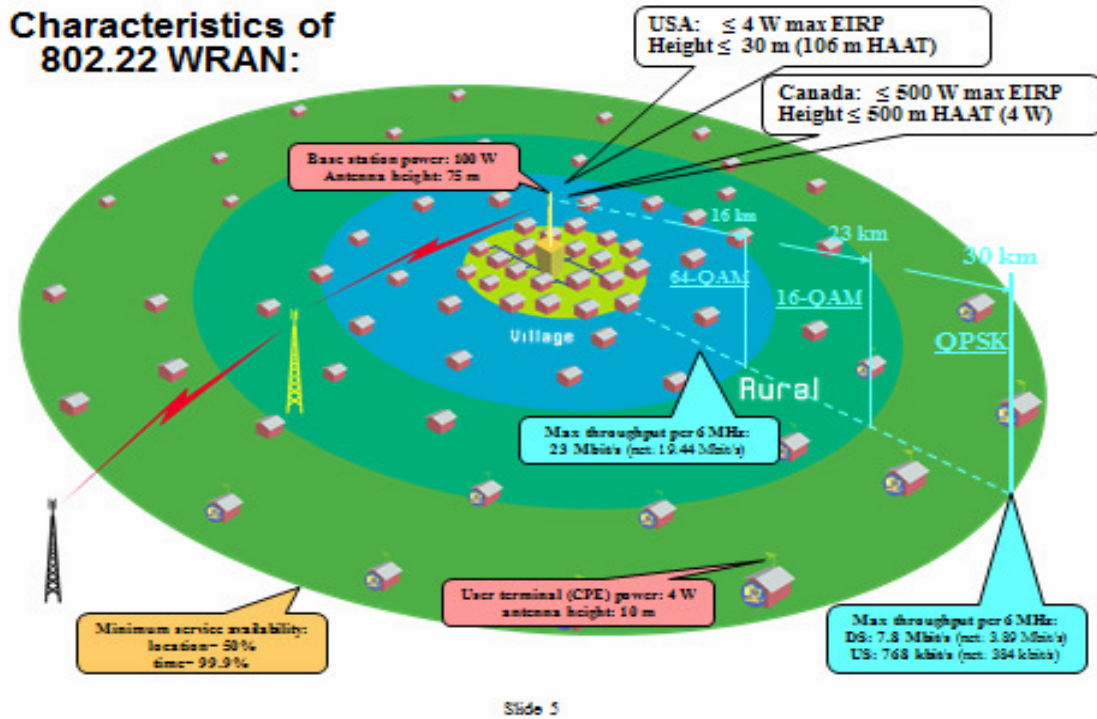 Characteristics of
802.22 WRAN:
USA: ≤ 4 W max EIRP
Height ≤ 30 m (106 m HAAT)
Canada: ≤ 500 W max EIRP
Height ≤ 500 m HAAT (4 W)
Base station power: 100 W
Antenna height: 75 m
16 km
23 km
30 km
64-QAM
16-QAM
QPSK
Village
Rural
Max throughput per 6 MHz:
23 Mbit/s (net: 19.44 Mbit/s)
User terminal (CPE) power: 4 W
antenna height: 10 m
Minimum service availability:
location= 50%
time= 99.9%
Max throughput per 6 MHz:
DS: 7.8 Mbit/s (net: 3.89 Mbit/s)
US: 768 kbit/s (net: 384 kbit/s)
Slide 5